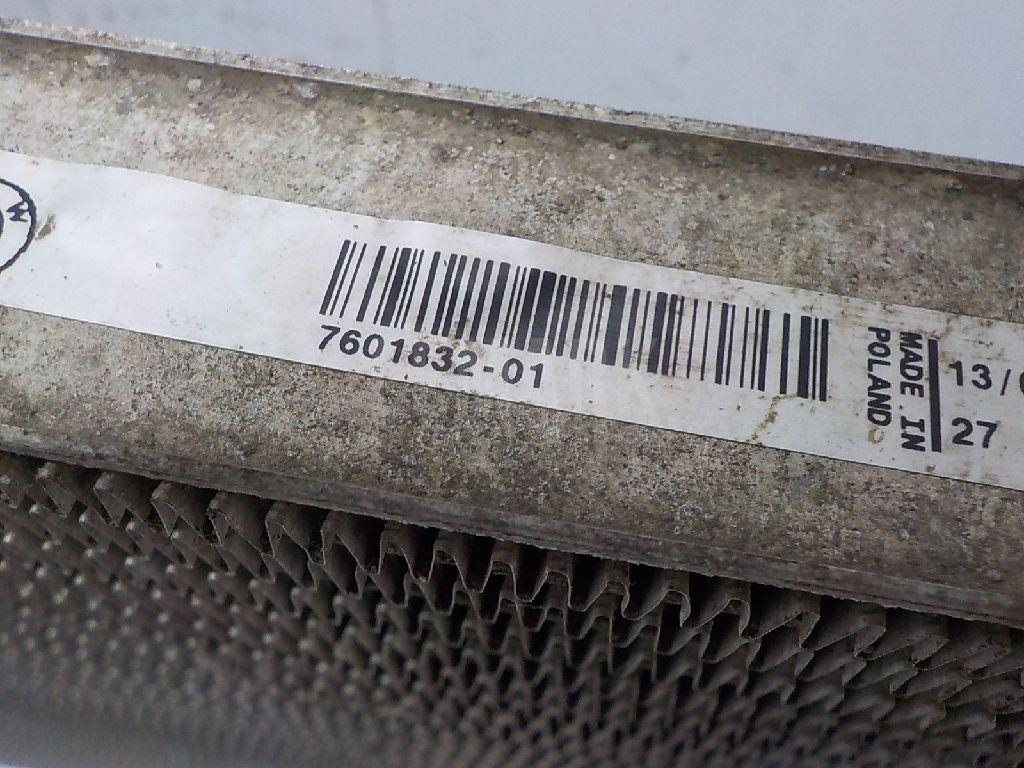 W
7601832-01
MADE IN
POLAND
13/
27